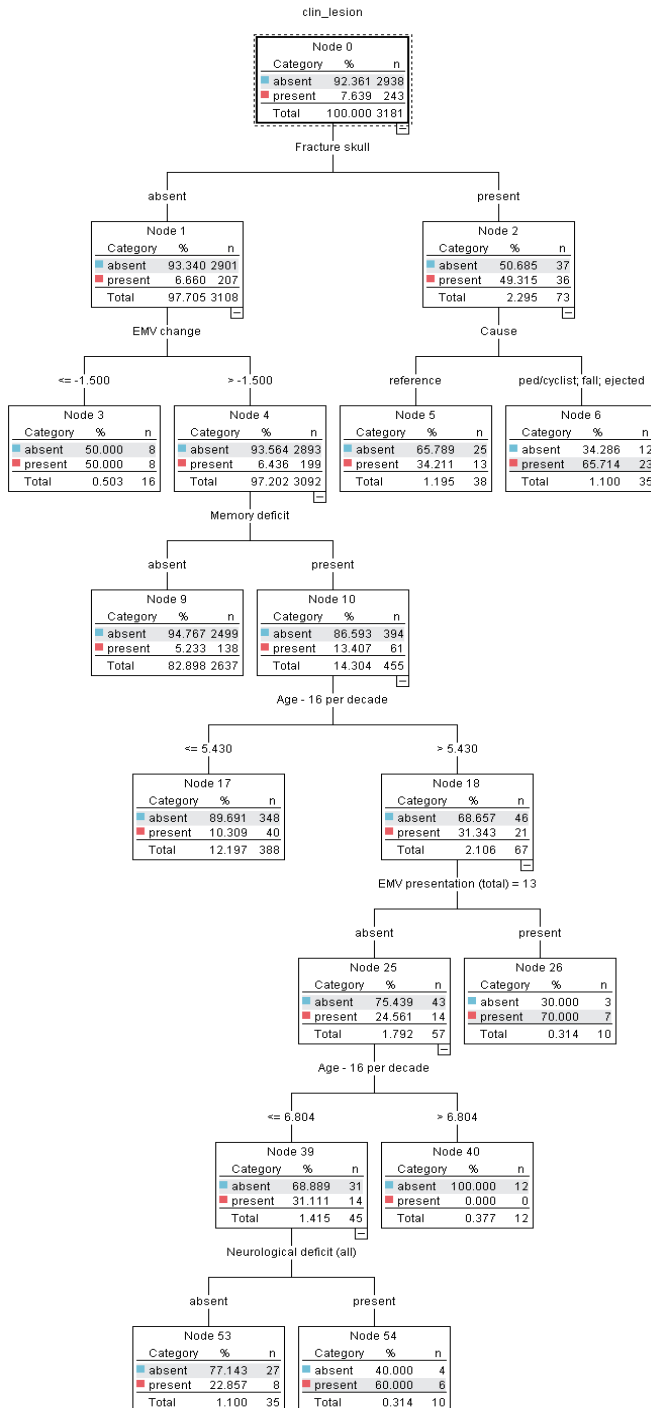 clin_lesion
Node 0
Category % n
absent 92.361 2938
present 7.639 243
Total 100.000 3181
Fracture skull
absent present
Node 1
Category % n
absent 93.340 2901
present 6.660 207
Total 97.705 3108
Node 2
Category % n
absent 50.685 37
present 49.315 36
Total 2.295 73
EMV change
Cause
<= -1.500 > -1.500
reference ped/cyclist; fall; ejected
Node 3
Category % n
absent 50.000 8
present 50.000 8
Total 0.503 16
Node 4
Category % n
absent 93.564 2893
present 6.436 199
Total 97.202 3092
Node 5
Category % n
absent 65.789 25
present 34.211 13
Total 1.195 38
Node 6
Category % n
absent 34.286 12
present 65.714 23
Total 1.100 35
Memory deficit
absent present
Node 9
Category % n
absent 94.767 2499
present 5.233 138
Total 82.898 2637
Node 10
Category % n
absent 86.593 394
present 13.407 61
Total 14.304 455
Age - 16 per decade
<= 5.430 > 5.430
Node 17
Category % n
absent 89.691 348
present 10.309 40
Total 12.197 388
Node 18
Category % n
absent 68.657 46
present 31.343 21
Total 2.106 67
EMV presentation (total) = 13
absent present
Node 25
Category % n
absent 75.439 43
present 24.561 14
Total 1.792 57
Node 26
Category % n
absent 30.000 3
present 70.000 7
Total 0.314 10
Age - 16 per decade
<= 6.804 > 6.804
Node 39
Category % n
absent 68.889 31
present 31.111 14
Total 1.415 45
Node 40
Category % n
absent 100.000 12
present 0.000 0
Total 0.377 12
Neurological deficit (all)
absent present
Node 53
Category % n
absent 77.143 27
present 22.857 8
Total 1.100 35
Node 54
Category % n
absent 40.000 4
present 60.000 6
Total 0.314 10